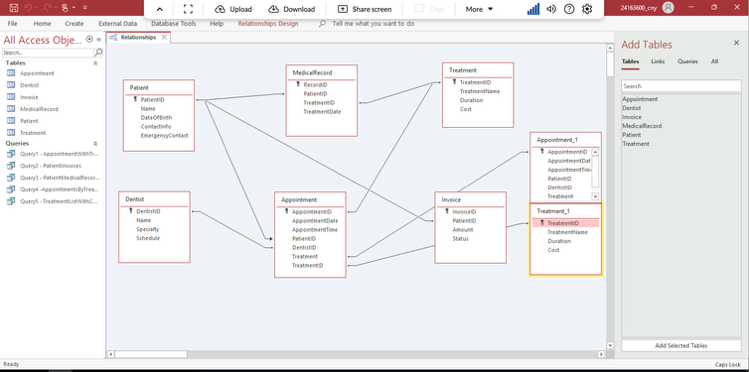 Upload
Download
Share screen
Chat
More
24163600_cny
File
Home
Create
External Data
Database Tools
Help
Relationships Design
Tell me what you want to do
All Access Obje...
Search...
Tables
Appointment
Dentist
Invoice
MedicalRecord
Patient
Treatment
Queries
Query1 - AppointmentWithTr...
Query2 - PatientInvoices
Query3 - PatientMedicalRecor...
Query4 -AppointmentsByTrea...
Query5 - TreatmentListWithC...
Relationships
Patient
PatientID
Name
DateOfBirth
ContactInfo
EmergencyContact
MedicalRecord
RecordID
PatientID
TreatmentID
TreatmentDate
Treatment
TreatmentID
TreatmentName
Duration
Cost
Dentist
DentistID
Name
Specialty
Schedule
Appointment
AppointmentID
AppointmentDate
AppointmentTime
PatientID
DentistID
Treatment
TreatmentID
Invoice
InvoiceID
PatientID
Amount
Status
Appointment_1
AppointmentID
AppointmentDat
AppointmentTim
PatientID
DentistID
Treatment
Treatment_1
TreatmentID
TreatmentName
Duration
Cost
Add Tables
Tables
Links
Queries
All
Search
Appointment
Dentist
Invoice
MedicalRecord
Patient
Treatment
Add Selected Tables
Ready
Caps Lock